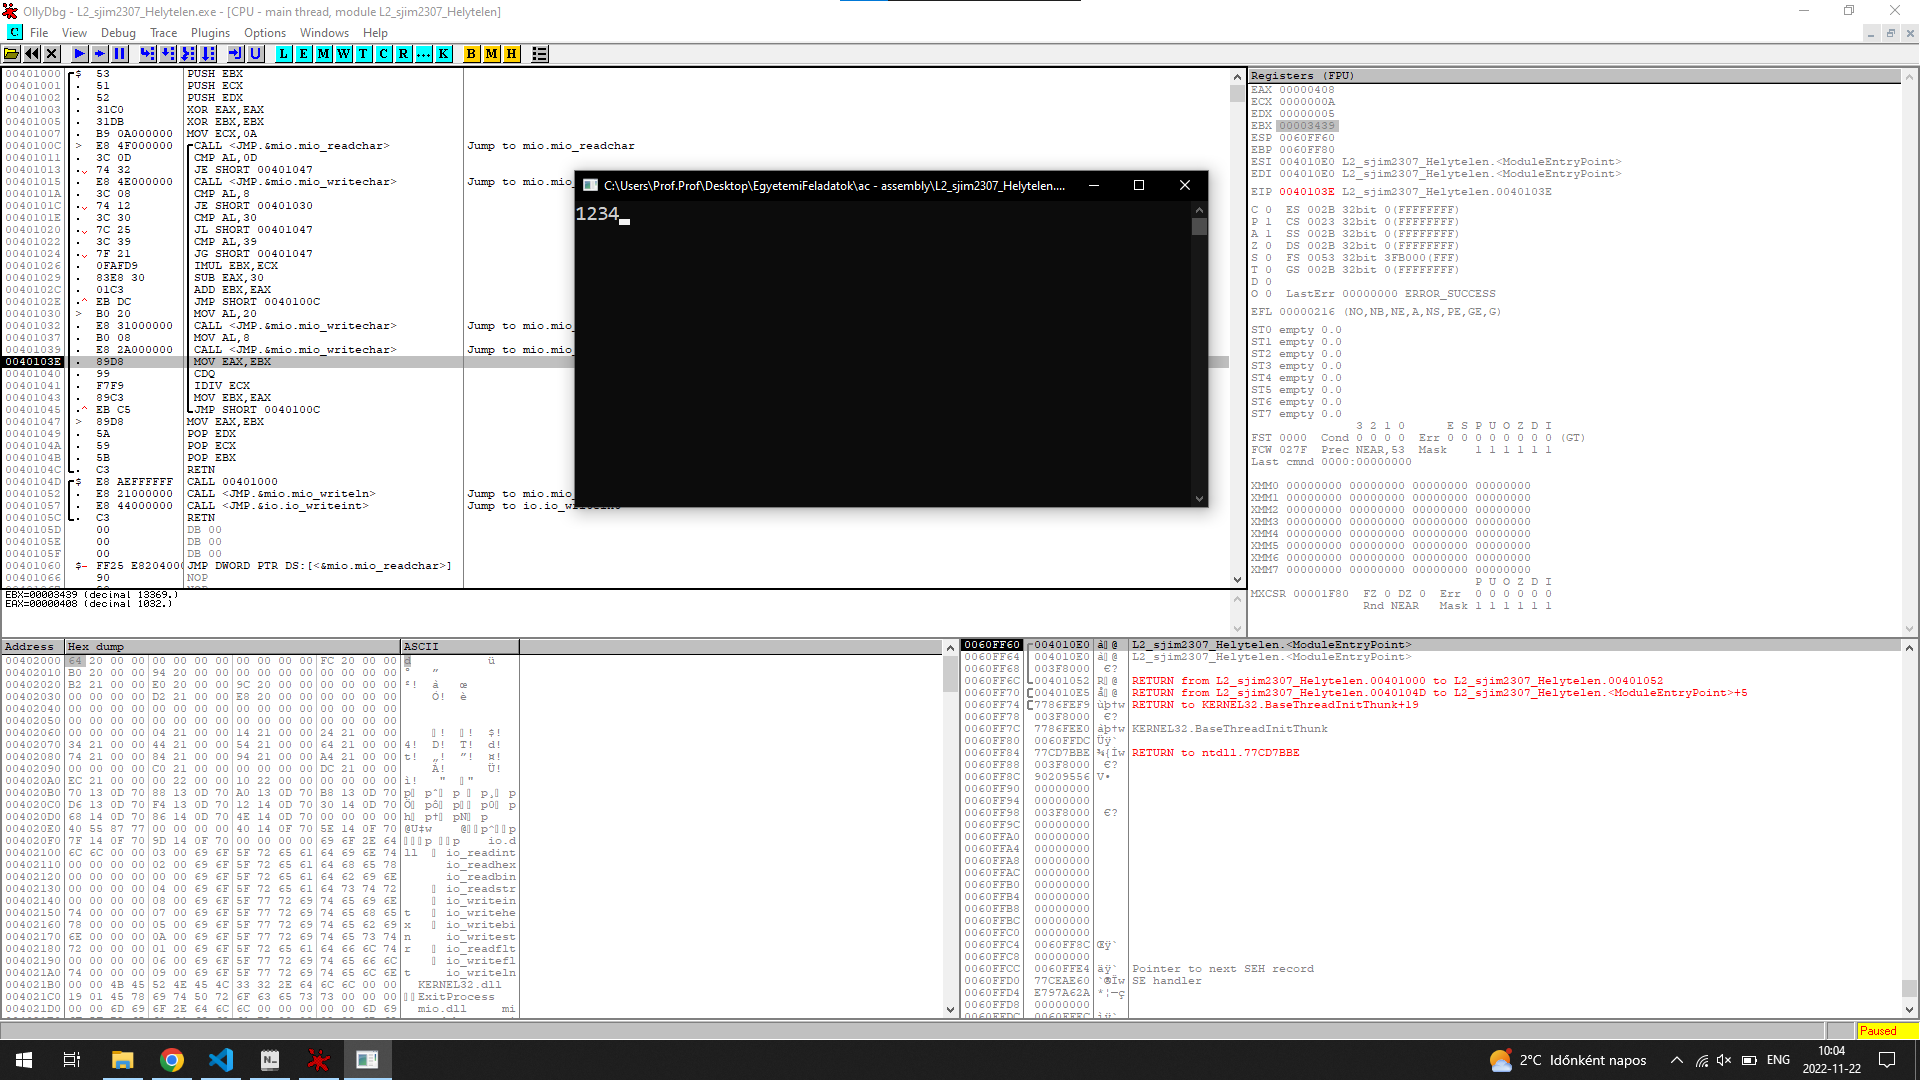 OllyDbg - L2_sjim2307_Helytelen.exe - [CPU - main thread, module L2_sjim2307_Helytelen]
C File View Debug Trace Plugins Options Windows Help
L E M W T C R ... K B M H
00401000 $ 53 PUSH EBX
00401001 . 51 PUSH ECX
00401002 . 52 PUSH EDX
00401003 . 31C0 XOR EAX,EAX
00401005 . 31DB XOR EBX,EBX
00401007 . B9 0A000000 MOV ECX,0A
0040100C > E8 4F000000 CALL <JMP.&mio.mio_readchar> Jump to mio.mio_readchar
00401011 . 3C 0D CMP AL,0D
00401013 . 74 32 JE SHORT 00401047
00401015 . E8 4E000000 CALL <JMP.&mio.mio_writechar> Jump to mio.mio_
0040101A . 3C 08 CMP AL,8
0040101C . 74 12 JE SHORT 00401030
0040101E . 3C 30 CMP AL,30
00401020 . 7C 25 JL SHORT 00401047
00401022 . 3C 39 CMP AL,39
00401024 . 7F 21 JG SHORT 00401047
00401026 . 0FAFD9 IMUL EBX,ECX
00401029 . 83E8 30 SUB EAX,30
0040102C . 01C3 ADD EBX,EAX
0040102E .^ EB DC JMP SHORT 0040100C
00401030 > B0 20 MOV AL,20
00401032 . E8 31000000 CALL <JMP.&mio.mio_writechar> Jump to mio.mio_
00401037 . B0 08 MOV AL,8
00401039 . E8 2A000000 CALL <JMP.&mio.mio_writechar> Jump to mio.mio_
0040103E . 89D8 MOV EAX,EBX
00401040 . 99 CDQ
00401041 . F7F9 IDIV ECX
00401043 . 89C3 MOV EBX,EAX
00401045 .^ EB C5 JMP SHORT 0040100C
00401047 > 89D8 MOV EAX,EBX
00401049 . 5A POP EDX
0040104A . 59 POP ECX
0040104B . 5B POP EBX
0040104C . C3 RETN
0040104D $ E8 AEFFFFFF CALL 00401000
00401052 . E8 21000000 CALL <JMP.&mio.mio_writeln> Jump to mio.mio_
00401057 . E8 44000000 CALL <JMP.&io.io_writeint> Jump to io.io_writeint
0040105C . C3 RETN
0040105D 00 DB 00
0040105E 00 DB 00
0040105F 00 DB 00
00401060 $- FF25 E8204000 JMP DWORD PTR DS:[<&mio.mio_readchar>]
00401066 90 NOP
EBX=00003439 (decimal 13369.)
EAX=00000408 (decimal 1032.)
C:\Users\Prof.Prof\Desktop\EgyetemiFeladatok\ac - assembly\L2_sjim2307_Helytelen....
1234
Registers (FPU)
EAX 00000408
ECX 0000000A
EDX 00000005
EBX 00003439
ESP 0060FF60
EBP 0060FF80
ESI 004010E0 L2_sjim2307_Helytelen.<ModuleEntryPoint>
EDI 004010E0 L2_sjim2307_Helytelen.<ModuleEntryPoint>
EIP 0040103E L2_sjim2307_Helytelen.0040103E
C 0 ES 002B 32bit 0(FFFFFFFF)
P 1 CS 0023 32bit 0(FFFFFFFF)
A 1 SS 002B 32bit 0(FFFFFFFF)
Z 0 DS 002B 32bit 0(FFFFFFFF)
S 0 FS 0053 32bit 3FB000(FFF)
T 0 GS 002B 32bit 0(FFFFFFFF)
D 0
O 0 LastErr 00000000 ERROR_SUCCESS
EFL 00000216 (NO,NB,NE,A,NS,PE,GE,G)
ST0 empty 0.0
ST1 empty 0.0
ST2 empty 0.0
ST3 empty 0.0
ST4 empty 0.0
ST5 empty 0.0
ST6 empty 0.0
ST7 empty 0.0
3 2 1 0 E S P U O Z D I
FST 0000 Cond 0 0 0 0 Err 0 0 0 0 0 0 0 0 (GT)
FCW 027F Prec NEAR,53 Mask 1 1 1 1 1 1
Last cmnd 0000:00000000
XMM0 00000000 00000000 00000000 00000000
XMM1 00000000 00000000 00000000 00000000
XMM2 00000000 00000000 00000000 00000000
XMM3 00000000 00000000 00000000 00000000
XMM4 00000000 00000000 00000000 00000000
XMM5 00000000 00000000 00000000 00000000
XMM6 00000000 00000000 00000000 00000000
XMM7 00000000 00000000 00000000 00000000
P U O Z D I
MXCSR 00001F80 FZ 0 DZ 0 Err 0 0 0 0 0 0
Rnd NEAR Mask 1 1 1 1 1 1
Address Hex dump ASCII
00402000 64 20 00 00 00 00 00 00 00 00 00 00 FC 20 00 00
00402010 B0 20 00 00 94 20 00 00 00 00 00 00 00 00 00 00
00402020 B2 21 00 00 E0 20 00 00 9C 20 00 00 00 00 00 00
00402030 00 00 00 00 D2 21 00 00 E8 20 00 00 00 00 00 00
00402040 00 00 00 00 00 00 00 00 00 00 00 00 00 00 00 00
00402050 00 00 00 00 00 00 00 00 00 00 00 00 00 00 00 00
00402060 00 00 00 00 04 21 00 00 14 21 00 00 24 21 00 00
00402070 34 21 00 00 44 21 00 00 54 21 00 00 64 21 00 00
00402080 74 21 00 00 84 21 00 00 94 21 00 00 A4 21 00 00
00402090 00 00 00 00 C0 21 00 00 00 00 00 00 DC 21 00 00
004020A0 EC 21 00 00 00 22 00 00 10 22 00 00 00 00 00 00
004020B0 70 13 0D 70 88 13 0D 70 A0 13 0D 70 B8 13 0D 70
004020C0 D6 13 0D 70 F4 13 0D 70 12 14 0D 70 30 14 0D 70
004020D0 68 14 0D 70 86 14 0D 70 4E 14 0D 70 00 00 00 00
004020E0 40 55 87 77 00 00 00 00 40 14 0F 70 5E 14 0F 70
004020F0 7F 14 0F 70 9D 14 0F 70 00 00 00 00 69 6F 2E 64 io.d
00402100 6C 6C 00 00 03 00 69 6F 5F 72 65 61 64 69 6E 74 ll io_readint
00402110 00 00 00 00 02 00 69 6F 5F 72 65 61 64 68 65 78 io_readhex
00402120 00 00 00 00 00 00 69 6F 5F 72 65 61 64 62 69 6E io_readbin
00402130 00 00 00 00 04 00 69 6F 5F 72 65 61 64 73 74 72 io_readstr
00402140 00 00 00 00 08 00 69 6F 5F 77 72 69 74 65 69 6E io_writein
00402150 74 00 00 00 07 00 69 6F 5F 77 72 69 74 65 68 65 t io_writehe
00402160 78 00 00 00 05 00 69 6F 5F 77 72 69 74 65 62 69 x io_writebi
00402170 6E 00 00 00 0A 00 69 6F 5F 77 72 69 74 65 73 74 n io_writest
00402180 72 00 00 00 01 00 69 6F 5F 72 65 61 64 66 6C 74 r io_readflt
00402190 00 00 00 00 06 00 69 6F 5F 77 72 69 74 65 66 6C io_writefl
004021A0 74 00 00 00 09 00 69 6F 5F 77 72 69 74 65 6C 6E t io_writeln
004021B0 00 00 4B 45 52 4E 45 4C 33 32 2E 64 6C 6C 00 00 KERNEL32.dll
004021C0 19 01 45 78 69 74 50 72 6F 63 65 73 73 00 00 00 ExitProcess
004021D0 00 00 6D 69 6F 2E 64 6C 6C 00 00 00 00 00 6D 69 mio.dll mi
0060FF60 004010E0 L2_sjim2307_Helytelen.<ModuleEntryPoint>
0060FF64 004010E0 L2_sjim2307_Helytelen.<ModuleEntryPoint>
0060FF68 003F8000 €?
0060FF6C 00401052 R@ RETURN from L2_sjim2307_Helytelen.00401000 to L2_sjim2307_Helytelen.00401052
0060FF70 004010E5 RETURN from L2_sjim2307_Helytelen.0040104D to L2_sjim2307_Helytelen.<ModuleEntryPoint>+5
0060FF74 7786FEF9 RETURN to KERNEL32.BaseThreadInitThunk+19
0060FF78 003F8000 €?
0060FF7C 7786FEE0 KERNEL32.BaseThreadInitThunk
0060FF80 0060FFDC
0060FF84 77CD7BBE RETURN to ntdll.77CD7BBE
0060FF88 003F8000 €?
0060FF8C 90209556
0060FF90 00000000
0060FF94 00000000
0060FF98 003F8000 €?
0060FF9C 00000000
0060FFA0 00000000
0060FFA4 00000000
0060FFA8 00000000
0060FFAC 00000000
0060FFB0 00000000
0060FFB4 00000000
0060FFB8 00000000
0060FFBC 00000000
0060FFC0 00000000
0060FFC4 0060FF8C
0060FFC8 00000000
0060FFCC 0060FFE4 Pointer to next SEH record
0060FFD0 77CEAE60 SE handler
0060FFD4 E797A62A
0060FFD8 00000000
0060FFDC 0060FFEC
Paused
2°C Időnként napos
ENG
10:04
2022-11-22